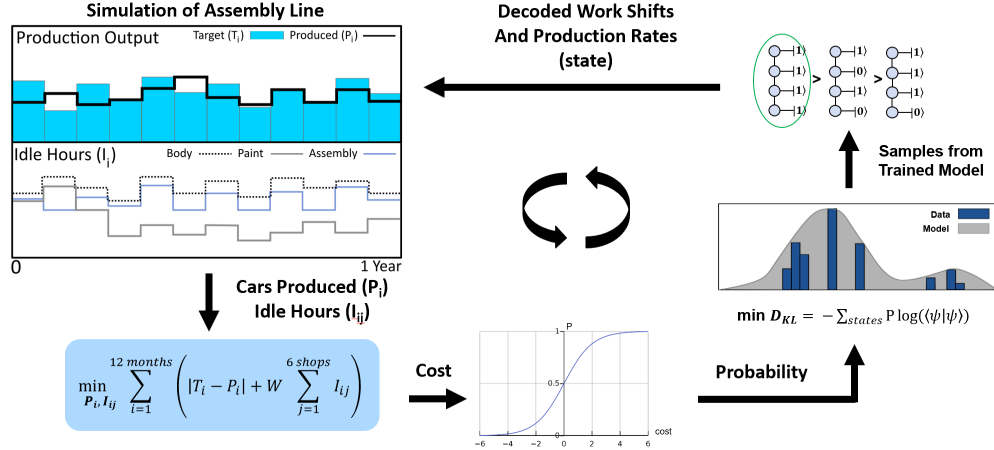 Simulation of Assembly Line
Production Output
Target (Tᵢ) Produced (Pᵢ)
Idle Hours (Iᵢ)
Body Paint Assembly
0 1 Year
Cars Produced (Pᵢ)
Idle Hours (Iᵢⱼ)
min_{Pᵢ, Iᵢⱼ} ∑_{i=1}^{12 months} ( |Tᵢ − Pᵢ| + W ∑_{j=1}^{6 shops} Iᵢⱼ )
Cost
P
1
0.5
−6 −4 −2 0 2 4 6
cost
Probability
min D_{KL} = −∑_{states} P log(⟨ψ|ψ⟩)
Data
Model
Samples from
Trained Model
|1⟩ |1⟩ |1⟩
|1⟩ > |0⟩ > |1⟩
|1⟩ |1⟩ |1⟩
|1⟩ |0⟩ |0⟩
Decoded Work Shifts
And Production Rates
(state)